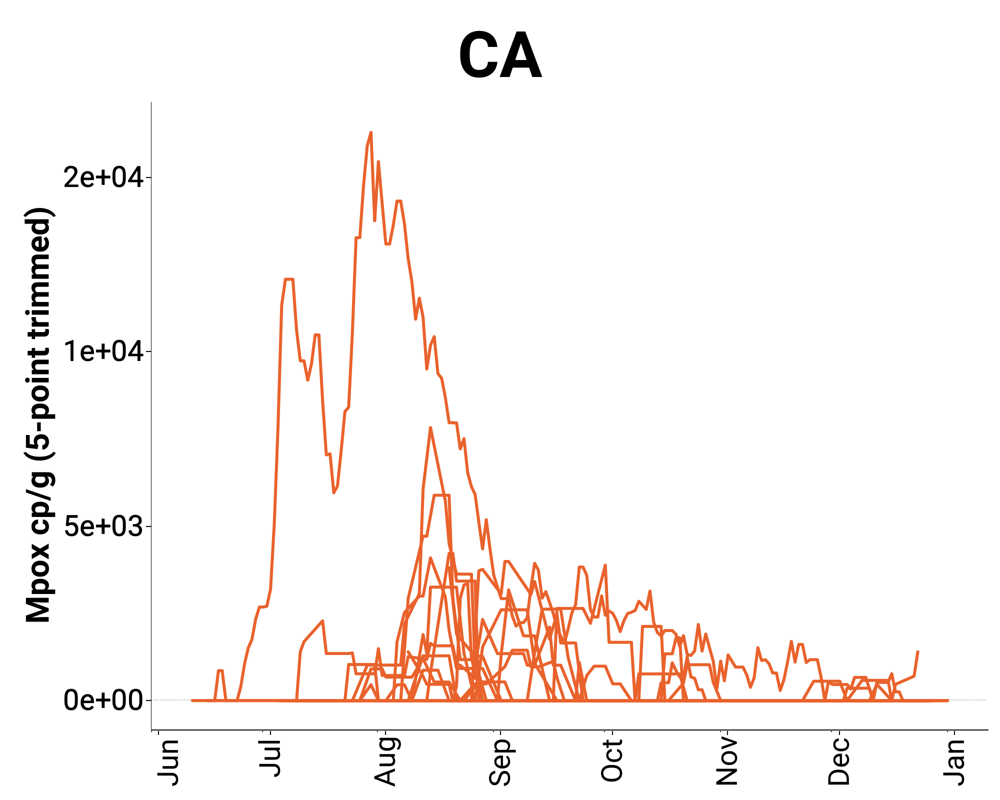 CA
Mpox cp/g (5-point trimmed)
2e+04
1e+04
5e+03
0e+00
Jun
Jul
Aug
Sep
Oct
Nov
Dec
Jan